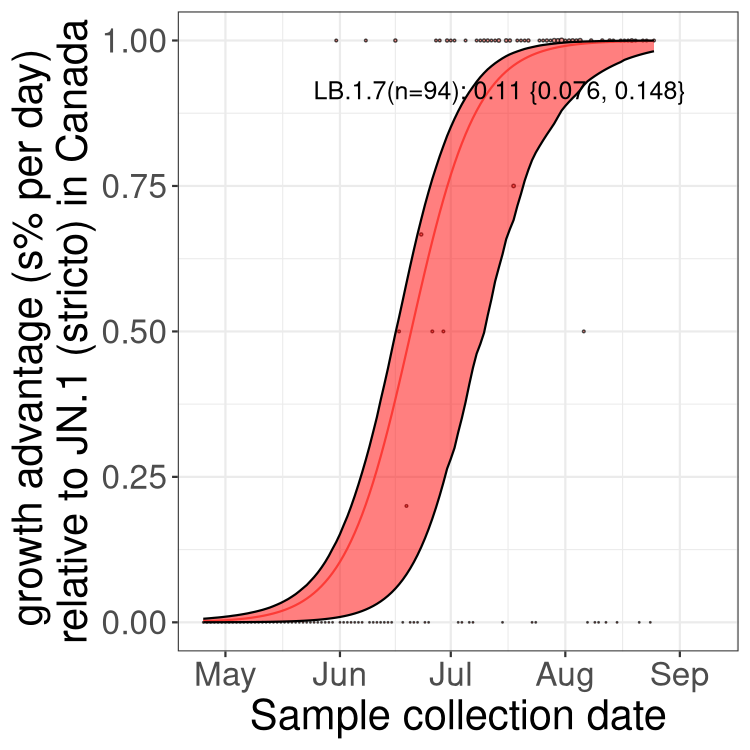 growth advantage (s% per day)
relative to JN.1 (stricto) in Canada
1.00
0.75
0.50
0.25
0.00
LB.1.7(n=94): 0.11 {0.076, 0.148}
May Jun Jul Aug Sep
Sample collection date